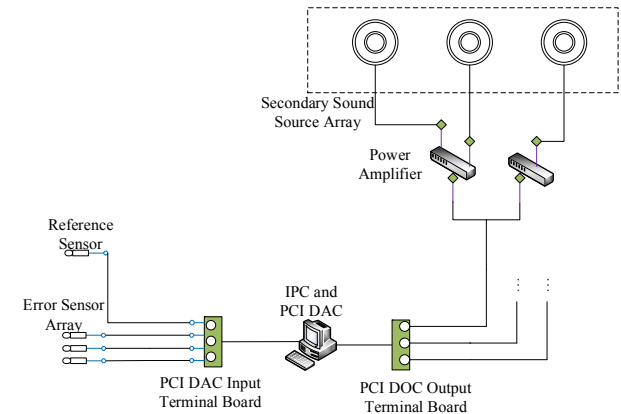 Secondary Sound
Source Array
Power
Amplifier
Reference
Sensor
Error Sensor
Array
IPC and
PCI DAC
PCI DAC Input
Terminal Board
PCI DOC Output
Terminal Board